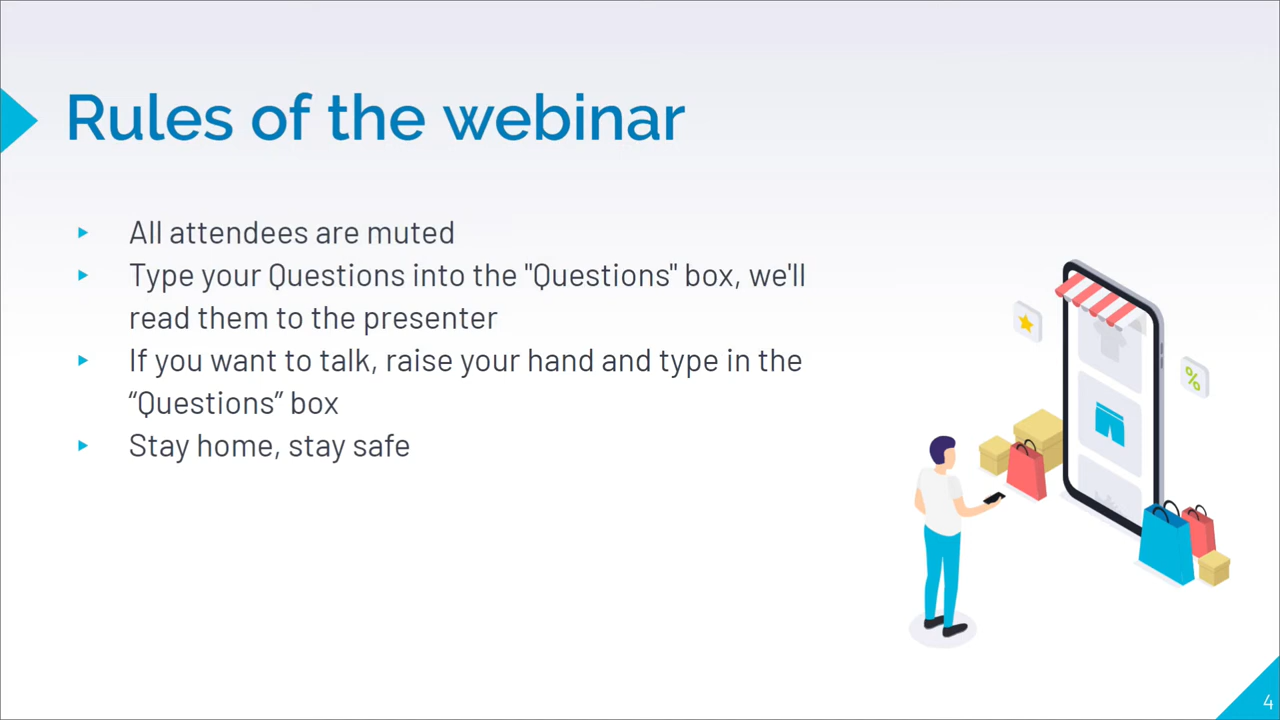 Rules of the webinar
All attendees are muted
Type your Questions into the "Questions" box, we'll
read them to the presenter
If you want to talk, raise your hand and type in the
“Questions” box
Stay home, stay safe
%
4